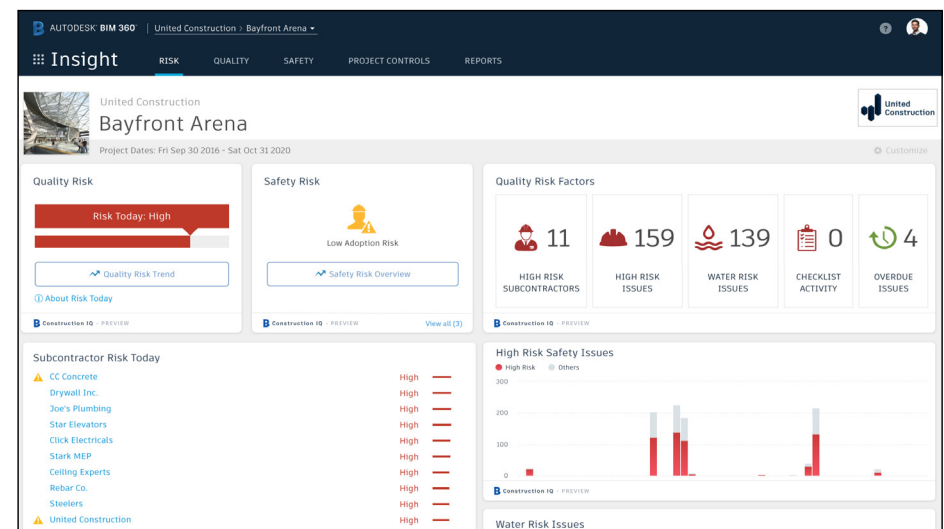 AUTODESK® BIM 360® | United Construction > Bayfront Arena
?
Insight RISK QUALITY SAFETY PROJECT CONTROLS REPORTS
United Construction
Bayfront Arena
United Construction
Project Dates: Fri Sep 30 2016 - Sat Oct 31 2020
Customize
Quality Risk
Risk Today: High
Quality Risk Trend
About Risk Today
Construction IQ - PREVIEW
Safety Risk
Low Adoption Risk
Safety Risk Overview
Construction IQ - PREVIEW View all (3)
Quality Risk Factors
11
HIGH RISK
SUBCONTRACTORS
159
HIGH RISK
ISSUES
139
WATER RISK
ISSUES
0
CHECKLIST
ACTIVITY
4
OVERDUE
ISSUES
Construction IQ - PREVIEW
Subcontractor Risk Today
CC Concrete High
Drywall Inc. High
Joe's Plumbing High
Star Elevators High
Click Electricals High
Stark MEP High
Ceiling Experts High
Rebar Co. High
Steelers High
United Construction High
High Risk Safety Issues
High Risk Others
300
200
100
0
Construction IQ - PREVIEW
Water Risk Issues